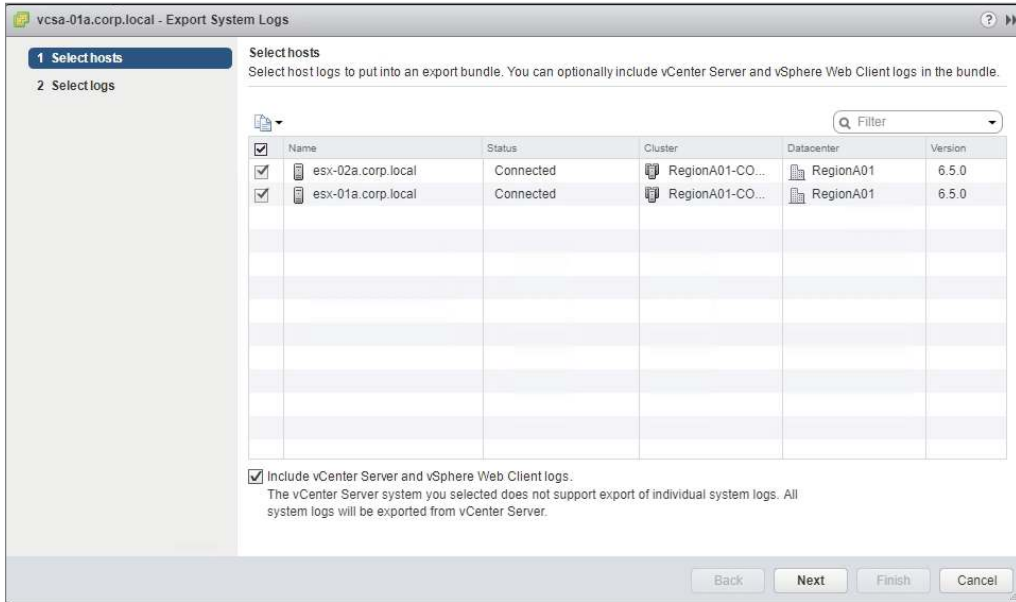 vcsa-01a.corp.local - Export System Logs
?
1 Select hosts
2 Select logs
Select hosts
Select host logs to put into an export bundle. You can optionally include vCenter Server and vSphere Web Client logs in the bundle.
Filter
Name Status Cluster Datacenter Version
esx-02a.corp.local Connected RegionA01-CO... RegionA01 6.5.0
esx-01a.corp.local Connected RegionA01-CO... RegionA01 6.5.0
Include vCenter Server and vSphere Web Client logs.
The vCenter Server system you selected does not support export of individual system logs. All
system logs will be exported from vCenter Server.
Back Next Finish Cancel